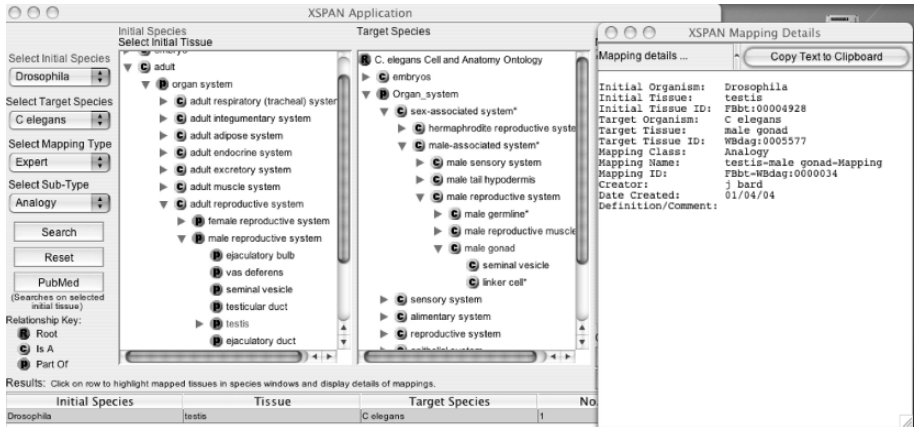 XSPAN Application
Initial Species
Select Initial Tissue
Target Species
Select Initial Species
Drosophila
Select Target Species
C elegans
Select Mapping Type
Expert
Select Sub-Type
Analogy
Search
Reset
PubMed
(Searches on selected
initial tissue)
Relationship Key:
R Root
C Is A
P Part Of
C adult
P organ system
C adult respiratory (tracheal) system
C adult integumentary system
C adult adipose system
C adult endocrine system
C adult excretory system
C adult muscle system
C adult reproductive system
P female reproductive system
P male reproductive system
P ejaculatory bulb
P vas deferens
P seminal vesicle
P testicular duct
P testis
P ejaculatory duct
R C. elegans Cell and Anatomy Ontology
C embryos
P Organ_system
C sex-associated system*
C hermaphrodite reproductive syste
C male-associated system*
C male sensory system
C male tail hypodermis
C male reproductive system
C male germline*
C male reproductive muscle
C male gonad
C seminal vesicle
C linker cell*
C sensory system
C alimentary system
C reproductive system
Results: Click on row to highlight mapped tissues in species windows and display details of mappings.
Initial Species Tissue Target Species No.
Drosophila testis C elegans 1
XSPAN Mapping Details
Mapping details ... Copy Text to Clipboard
Initial Organism: Drosophila
Initial Tissue: testis
Initial Tissue ID: FBbt:00004928
Target Organism: C elegans
Target Tissue: male gonad
Target Tissue ID: WBdag:0005577
Mapping Class: Analogy
Mapping Name: testis-male gonad-Mapping
Mapping ID: FBbt-WBdag:0000034
Creator: j bard
Date Created: 01/04/04
Definition/Comment: